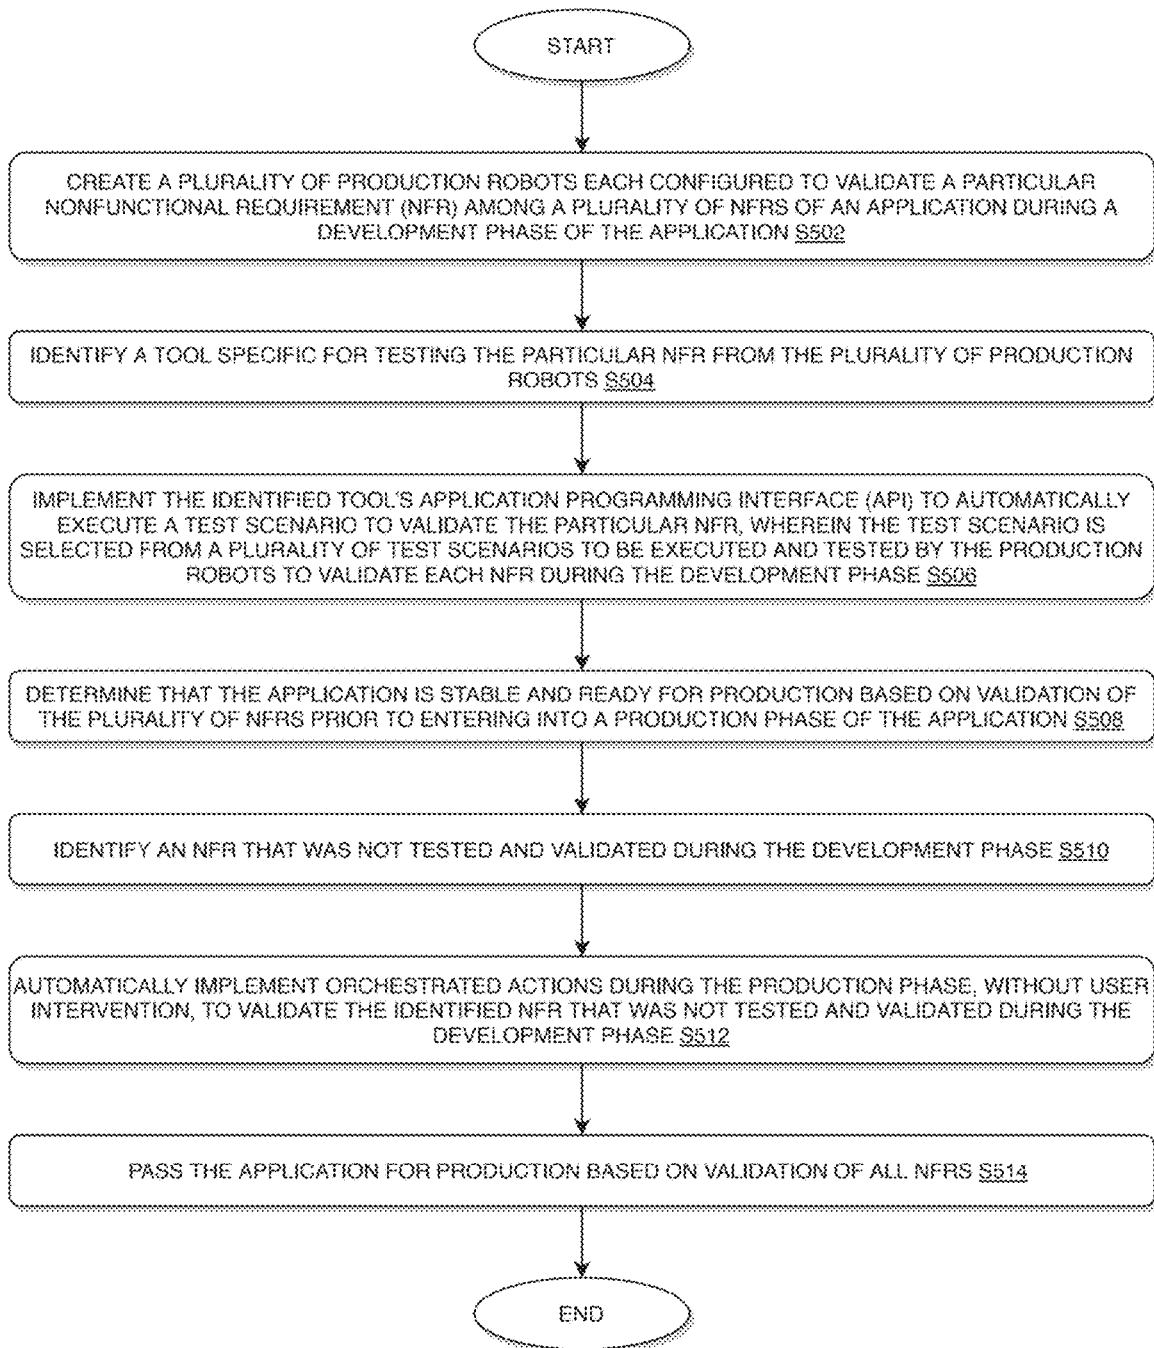 START
CREATE A PLURALITY OF PRODUCTION ROBOTS EACH CONFIGURED TO VALIDATE A PARTICULAR
NONFUNCTIONAL REQUIREMENT (NFR) AMONG A PLURALITY OF NFRS OF AN APPLICATION DURING A
DEVELOPMENT PHASE OF THE APPLICATION S502
IDENTIFY A TOOL SPECIFIC FOR TESTING THE PARTICULAR NFR FROM THE PLURALITY OF PRODUCTION
ROBOTS S504
IMPLEMENT THE IDENTIFIED TOOL'S APPLICATION PROGRAMMING INTERFACE (API) TO AUTOMATICALLY
EXECUTE A TEST SCENARIO TO VALIDATE THE PARTICULAR NFR, WHEREIN THE TEST SCENARIO IS
SELECTED FROM A PLURALITY OF TEST SCENARIOS TO BE EXECUTED AND TESTED BY THE PRODUCTION
ROBOTS TO VALIDATE EACH NFR DURING THE DEVELOPMENT PHASE S506
DETERMINE THAT THE APPLICATION IS STABLE AND READY FOR PRODUCTION BASED ON VALIDATION OF
THE PLURALITY OF NFRS PRIOR TO ENTERING INTO A PRODUCTION PHASE OF THE APPLICATION S508
IDENTIFY AN NFR THAT WAS NOT TESTED AND VALIDATED DURING THE DEVELOPMENT PHASE S510
AUTOMATICALLY IMPLEMENT ORCHESTRATED ACTIONS DURING THE PRODUCTION PHASE, WITHOUT USER
INTERVENTION, TO VALIDATE THE IDENTIFIED NFR THAT WAS NOT TESTED AND VALIDATED DURING THE
DEVELOPMENT PHASE S512
PASS THE APPLICATION FOR PRODUCTION BASED ON VALIDATION OF ALL NFRS S514
END